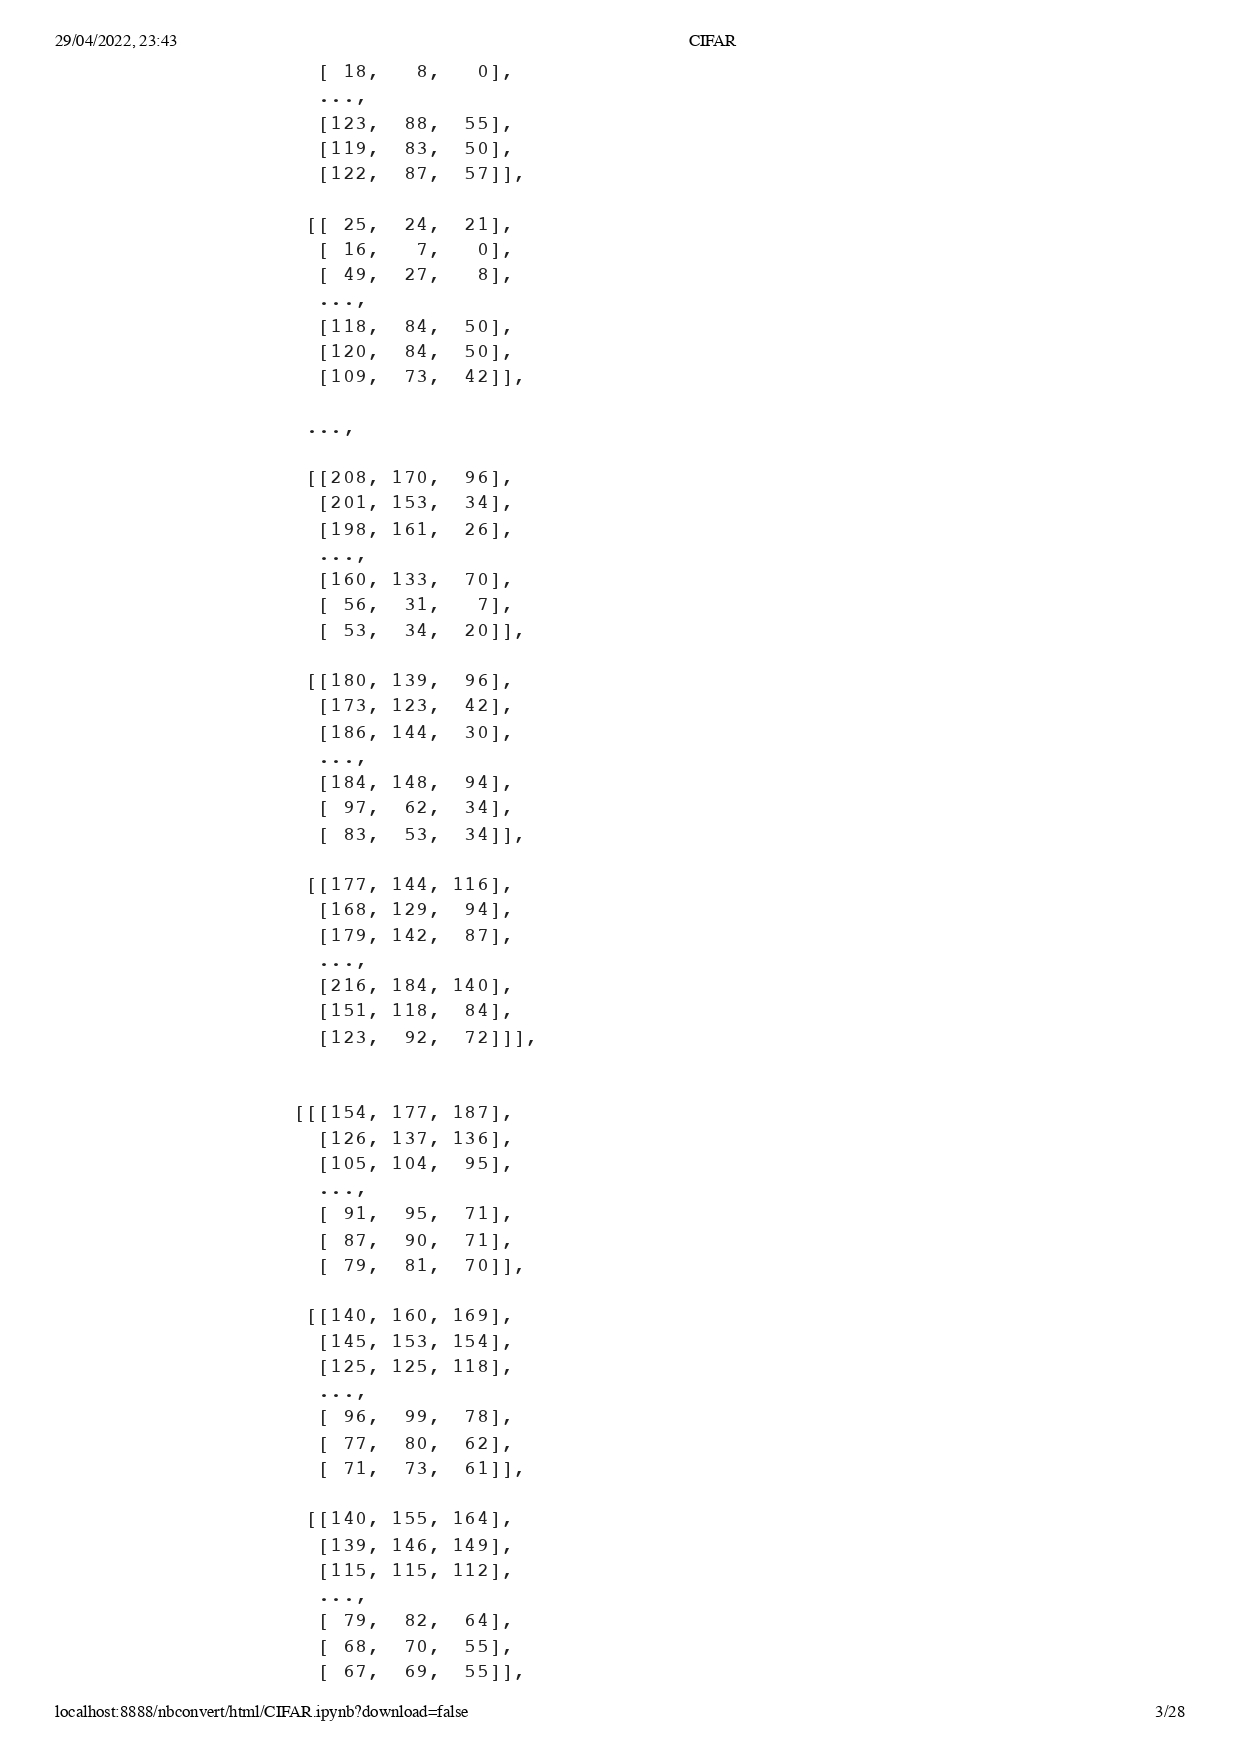 29/04/2022, 23:43 CIFAR
[ 18,   8,   0],
...,
[123,  88,  55],
[119,  83,  50],
[122,  87,  57]],
[[ 25,  24,  21],
[ 16,   7,   0],
[ 49,  27,   8],
...,
[118,  84,  50],
[120,  84,  50],
[109,  73,  42]],
...,
[[208, 170,  96],
[201, 153,  34],
[198, 161,  26],
...,
[160, 133,  70],
[ 56,  31,   7],
[ 53,  34,  20]],
[[180, 139,  96],
[173, 123,  42],
[186, 144,  30],
...,
[184, 148,  94],
[ 97,  62,  34],
[ 83,  53,  34]],
[[177, 144, 116],
[168, 129,  94],
[179, 142,  87],
...,
[216, 184, 140],
[151, 118,  84],
[123,  92,  72]]],
[[[154, 177, 187],
[126, 137, 136],
[105, 104,  95],
...,
[ 91,  95,  71],
[ 87,  90,  71],
[ 79,  81,  70]],
[[140, 160, 169],
[145, 153, 154],
[125, 125, 118],
...,
[ 96,  99,  78],
[ 77,  80,  62],
[ 71,  73,  61]],
[[140, 155, 164],
[139, 146, 149],
[115, 115, 112],
...,
[ 79,  82,  64],
[ 68,  70,  55],
[ 67,  69,  55]],
localhost:8888/nbconvert/html/CIFAR.ipynb?download=false 3/28